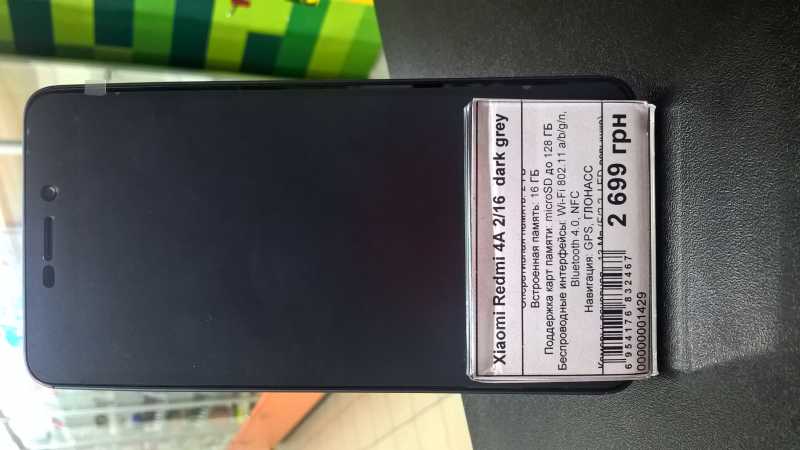 Xiaomi Redmi 4A 2/16 dark grey
Встроенная память: 16 ГБ
Поддержка карт памяти: microSD до 128 ГБ
Беспроводные интерфейсы: Wi-Fi 802.11 a/b/g/n,
Bluetooth 4.0, NFC
Навигация: GPS, ГЛОНАСС
2 699 грн
6 954176 832467
00000001429